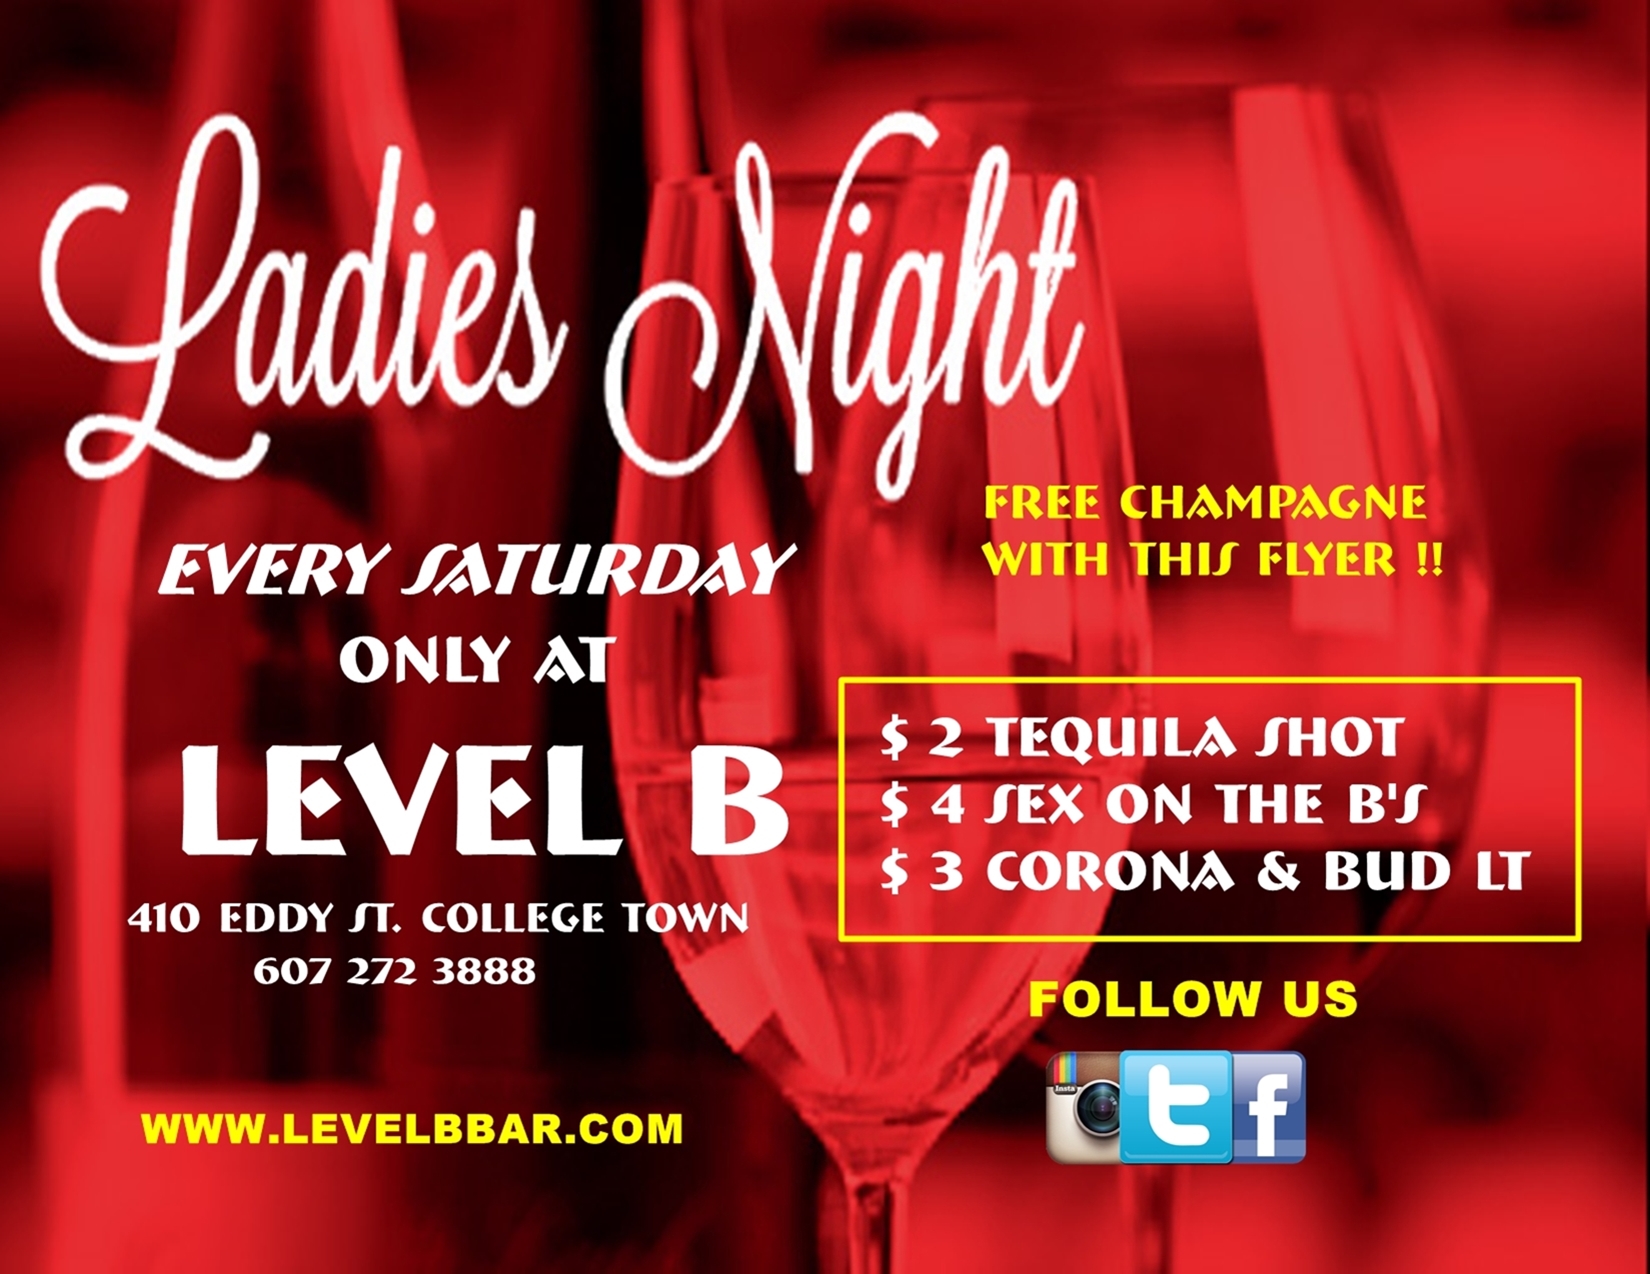 Ladies Night
FREE CHAMPAGNE
WITH THIS FLYER !!
EVERY SATURDAY
ONLY AT
LEVEL B
410 EDDY ST. COLLEGE TOWN
607 272 3888
$ 2 TEQUILA SHOT
$ 4 SEX ON THE B'S
$ 3 CORONA & BUD LT
FOLLOW US
Insta
WWW.LEVELBBAR.COM